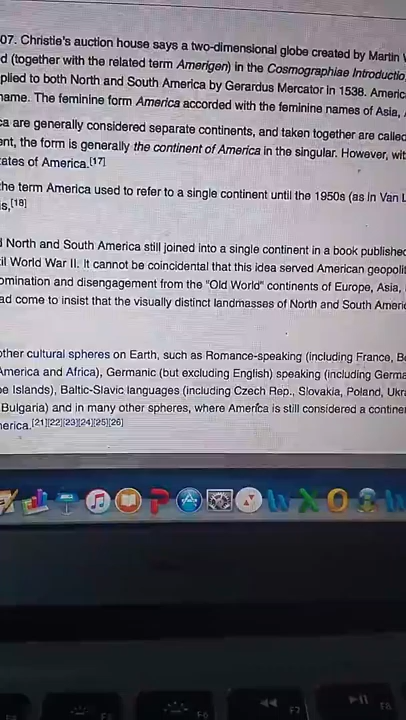 07. Christie's auction house says a two-dimensional globe created by Martin
d (together with the related term Amerigen) in the Cosmographiae Introductio,
plied to both North and South America by Gerardus Mercator in 1538. Americ
name. The feminine form America accorded with the feminine names of Asia,
ca are generally considered separate continents, and taken together are called
ent, the form is generally the continent of America in the singular. However, wit
ates of America.[17]
he term America used to refer to a single continent until the 1950s (as in Van L
s,[18]
d North and South America still joined into a single continent in a book published
til World War II. It cannot be coincidental that this idea served American geopolit
omination and disengagement from the "Old World" continents of Europe, Asia,
ad come to insist that the visually distinct landmasses of North and South Americ
other cultural spheres on Earth, such as Romance-speaking (including France, Be
America and Africa), Germanic (but excluding English) speaking (including Germa
pe Islands), Baltic-Slavic languages (including Czech Rep., Slovakia, Poland, Ukra
Bulgaria) and in many other spheres, where America is still considered a contine
nerica.[21][22][23][24][25][26]
F6 F7 F8